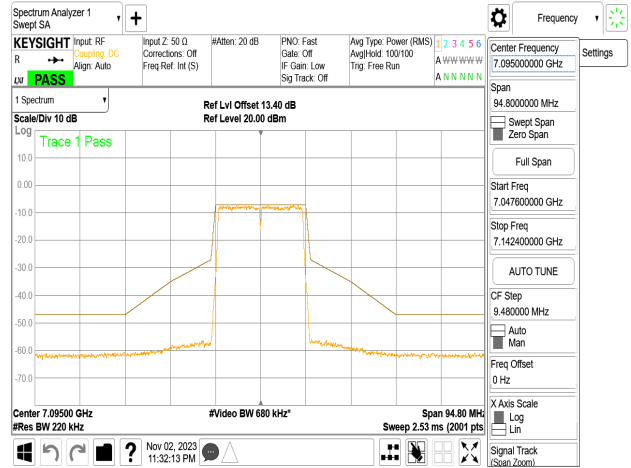 Spectrum Analyzer 1
Swept SA
Frequency
KEYSIGHT
R
LXI PASS
Input: RF
Coupling: DC
Align: Auto
Input Z: 50 Ω
Corrections: Off
Freq Ref: Int (S)
#Atten: 20 dB
PNO: Fast
Gate: Off
IF Gain: Low
Sig Track: Off
Avg Type: Power (RMS)
Avg|Hold: 100/100
Trig: Free Run
1 2 3 4 5 6
A W W W W W
A N N N N N
1 Spectrum
Scale/Div 10 dB
Ref Lvl Offset 13.40 dB
Ref Level 20.00 dBm
Log
Trace 1 Pass
10.0
0.00
-10.0
-20.0
-30.0
-40.0
-50.0
-60.0
-70.0
Center 7.09500 GHz
#Res BW 220 kHz
#Video BW 680 kHz*
Span 94.80 MHz
Sweep 2.53 ms (2001 pts
Nov 02, 2023
11:32:13 PM
Center Frequency
7.095000000 GHz
Settings
Span
94.8000000 MHz
Swept Span
Zero Span
Full Span
Start Freq
7.047600000 GHz
Stop Freq
7.142400000 GHz
AUTO TUNE
CF Step
9.480000 MHz
Auto
Man
Freq Offset
0 Hz
X Axis Scale
Log
Lin
Signal Track
(Span Zoom)